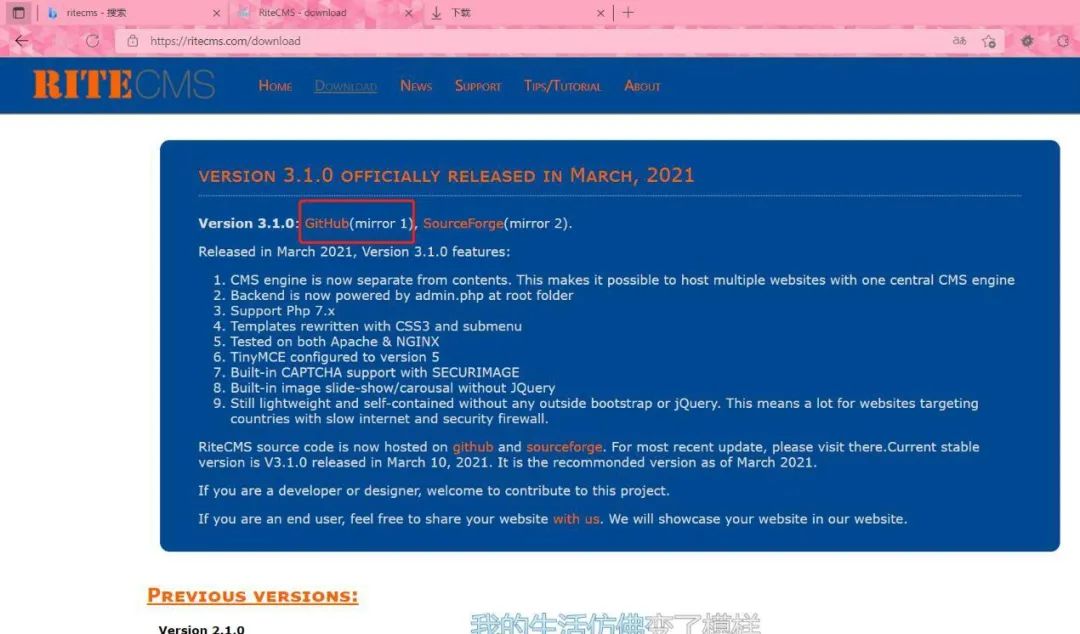 ritecms - 搜索
RiteCMS - download
下载
https://ritecms.com/download
RITECMS
Home Download News Support Tips/Tutorial About
version 3.1.0 officially released in March, 2021
Version 3.1.0: GitHub(mirror 1), SourceForge(mirror 2).
Released in March 2021, Version 3.1.0 features:
1. CMS engine is now separate from contents. This makes it possible to host multiple websites with one central CMS engine
2. Backend is now powered by admin.php at root folder
3. Support Php 7.x
4. Templates rewritten with CSS3 and submenu
5. Tested on both Apache & NGINX
6. TinyMCE configured to version 5
7. Built-in CAPTCHA support with SECURIMAGE
8. Built-in image slide-show/carousal without JQuery
9. Still lightweight and self-contained without any outside bootstrap or jQuery. This means a lot for websites targeting
countries with slow internet and security firewall.
RiteCMS source code is now hosted on github and sourceforge. For most recent update, please visit there.Current stable
version is V3.1.0 released in March 10, 2021. It is the recommonded version as of March 2021.
If you are a developer or designer, welcome to contribute to this project.
If you are an end user, feel free to share your website with us. We will showcase your website in our website.
Previous versions:
Version 2.1.0
我的生活仿佛变了模样